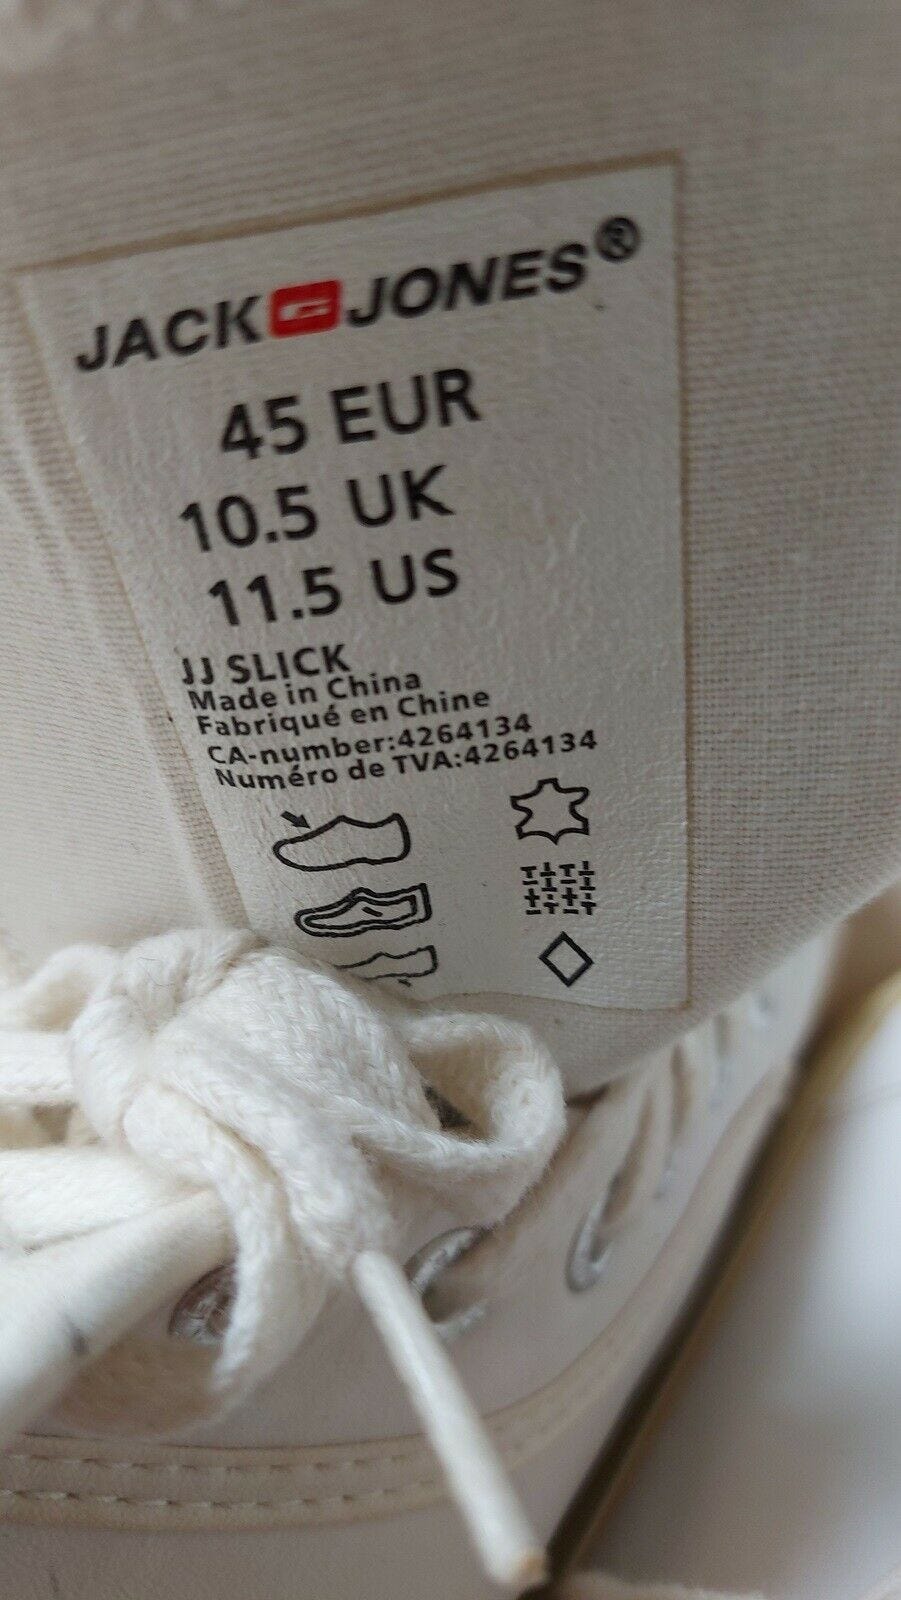 JACK JONES®
45 EUR
10.5 UK
11.5 US
JJ SLICK
Made in China
Fabriqué en Chine
CA-number:4264134
Numéro de TVA:4264134